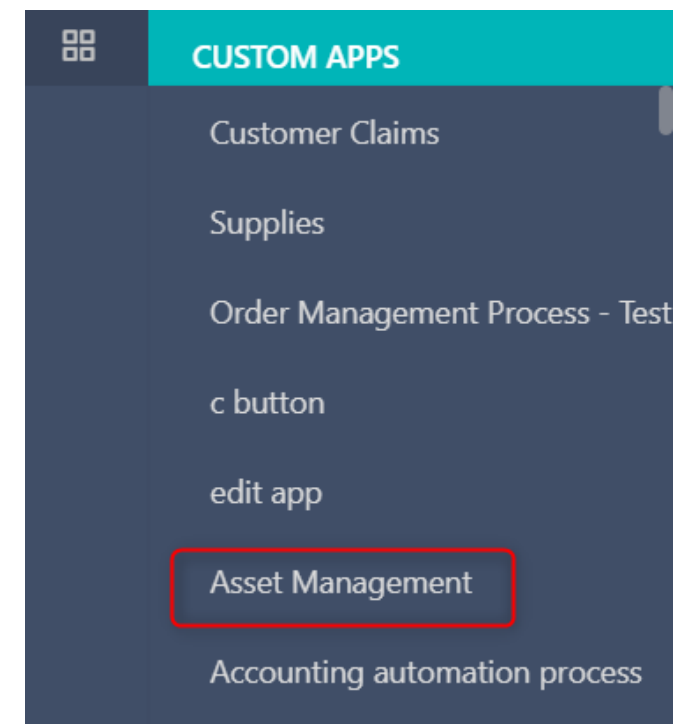 CUSTOM APPS
Customer Claims
Supplies
Order Management Process - Test
c button
edit app
Asset Management
Accounting automation process